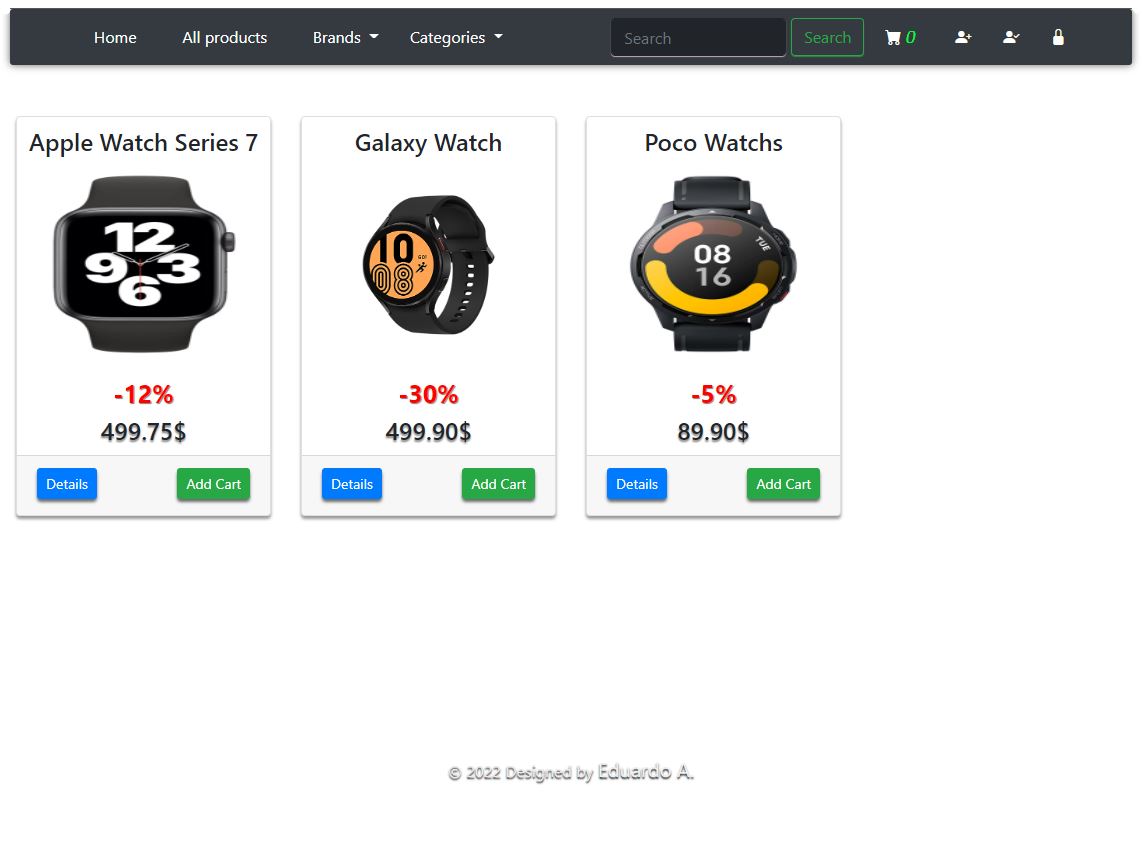 Home All products Brands Categories Search Search 0
Apple Watch Series 7 Galaxy Watch Poco Watchs
12
9 3
6
10
08
GO!
08
16
TUE
-12% -30% -5%
499.75$ 499.90$ 89.90$
Details Add Cart Details Add Cart Details Add Cart
© 2022 Designed by Eduardo A.